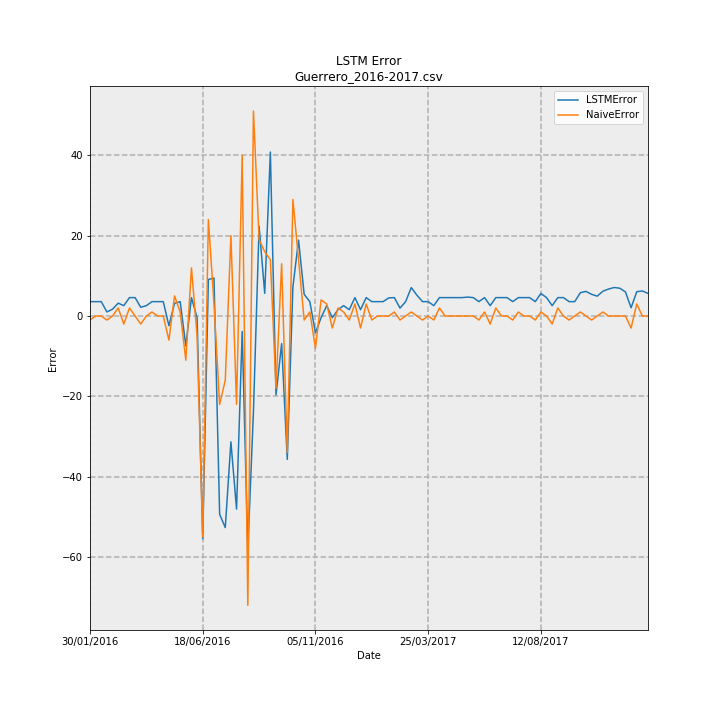 LSTM Error
Guerrero_2016-2017.csv
LSTMError
NaiveError
40
20
0
−20
−40
−60
Error
30/01/2016
18/06/2016
05/11/2016
25/03/2017
12/08/2017
Date